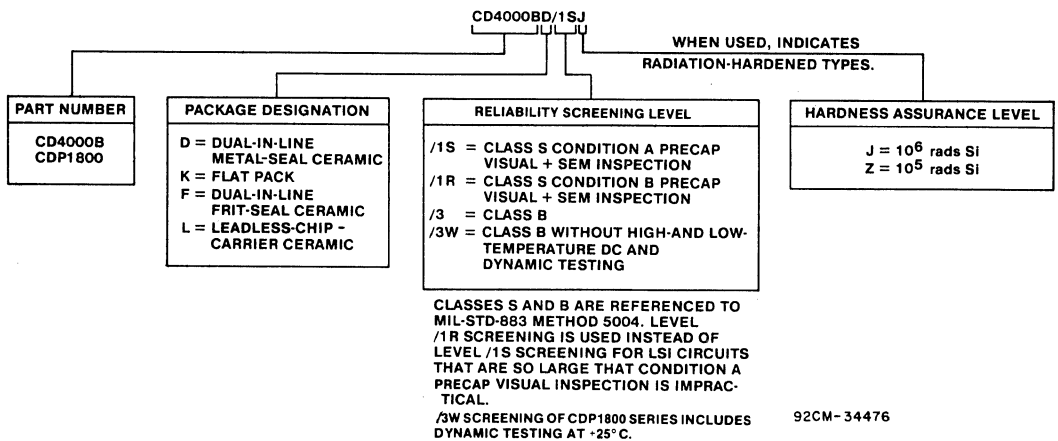 CD4000BD/1SJ
WHEN USED, INDICATES
RADIATION-HARDENED TYPES.
PART NUMBER
CD4000B
CDP1800
PACKAGE DESIGNATION
D = DUAL-IN-LINE
METAL-SEAL CERAMIC
K = FLAT PACK
F = DUAL-IN-LINE
FRIT-SEAL CERAMIC
L = LEADLESS-CHIP-
CARRIER CERAMIC
RELIABILITY SCREENING LEVEL
/1S = CLASS S CONDITION A PRECAP
VISUAL + SEM INSPECTION
/1R = CLASS S CONDITION B PRECAP
VISUAL + SEM INSPECTION
/3 = CLASS B
/3W = CLASS B WITHOUT HIGH-AND LOW-
TEMPERATURE DC AND
DYNAMIC TESTING
HARDNESS ASSURANCE LEVEL
J = 10⁶ rads Si
Z = 10⁵ rads Si
CLASSES S AND B ARE REFERENCED TO
MIL-STD-883 METHOD 5004. LEVEL
/1R SCREENING IS USED INSTEAD OF
LEVEL /1S SCREENING FOR LSI CIRCUITS
THAT ARE SO LARGE THAT CONDITION A
PRECAP VISUAL INSPECTION IS IMPRAC-
TICAL.
/3W SCREENING OF CDP1800 SERIES INCLUDES
DYNAMIC TESTING AT +25°C.
92CM-34476